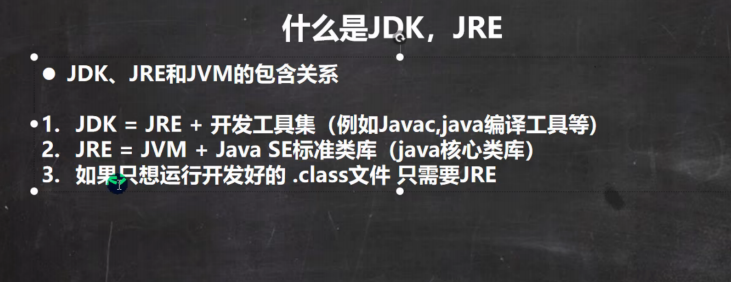 什么是JDK，JRE
● JDK、JRE和JVM的包含关系
1. JDK = JRE + 开发工具集（例如Javac,java编译工具等)
2. JRE = JVM + Java SE标准类库（java核心类库）
3. 如果只想运行开发好的 .class文件 只需要JRE